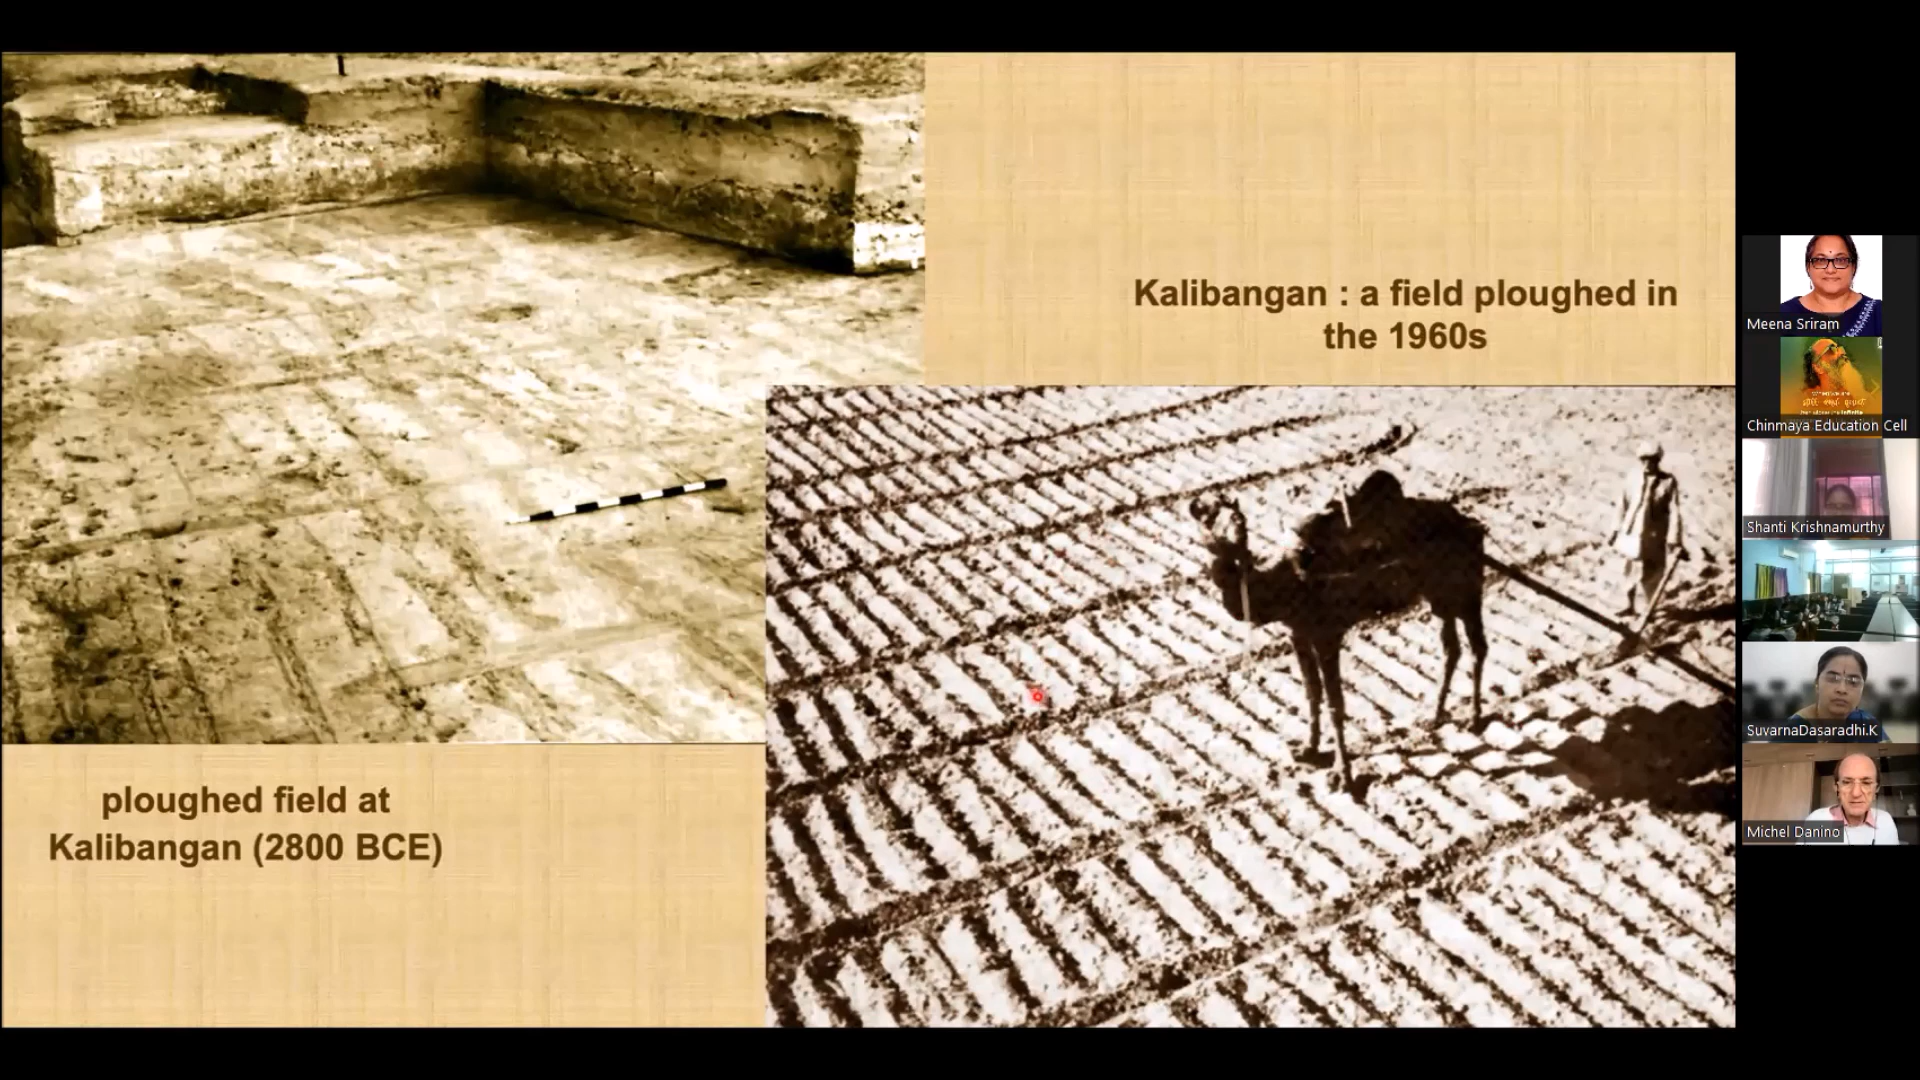 Kalibangan : a field ploughed in
the 1960s
ploughed field at
Kalibangan (2800 BCE)
Meena Sriram
Chinmaya Education Cell
Shanti Krishnamurthy
SuvarnaDasaradhi.K
Michel Danino